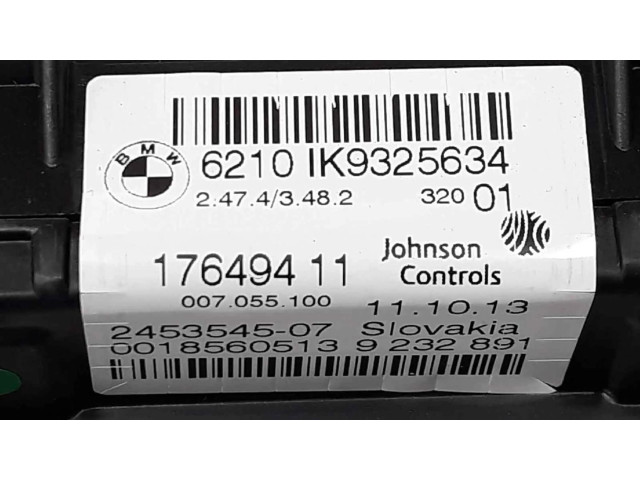 BMW
6210 IK9325634
2.47.4/3.48.2 320 01
176494 11 Johnson
Controls
007.055.100 11.10.13
2453545-07 Slovakia
0018560513 9 232 891